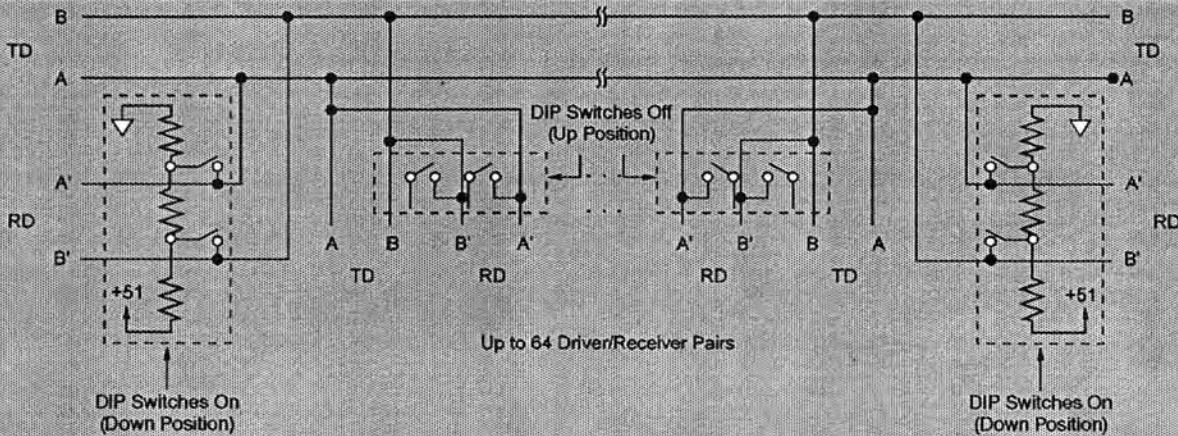 B B
TD TD
A A
DIP Switches Off
(Up Position)
A' A'
RD RD
B' B'
A B B' A' A' B' B A
TD RD RD TD
+51 +51
Up to 64 Driver/Receiver Pairs
DIP Switches On
(Down Position)
DIP Switches On
(Down Position)